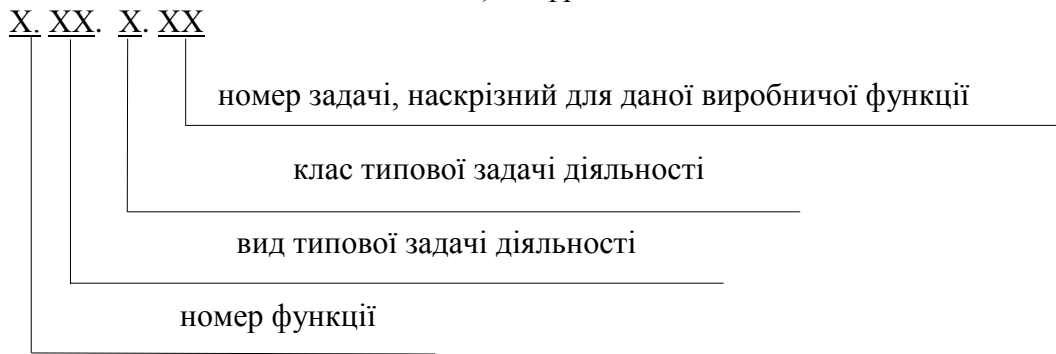 Х. ХХ. Х. ХХ
номер задачі, наскрізний для даної виробничої функції
клас типової задачі діяльності
вид типової задачі діяльності
номер функції